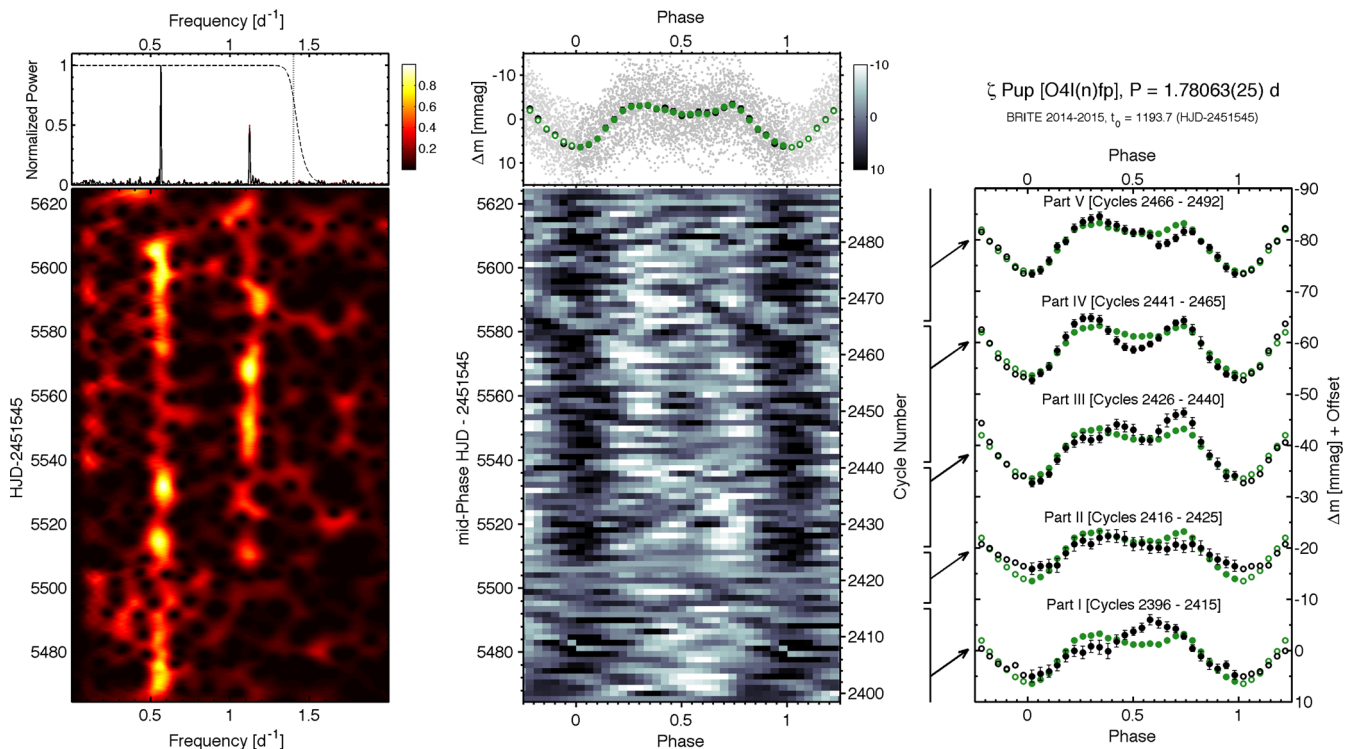 Frequency [d⁻¹]
0.5 1 1.5
Normalized Power
1
0.5
0
0.8
0.6
0.4
0.2
HJD-2451545
5620
5600
5580
5560
5540
5520
5500
5480
0.5 1 1.5
Frequency [d⁻¹]
Phase
0 0.5 1
Δm [mmag]
-10
0
10
-10
0
10
mid-Phase HJD - 2451545
5620
5600
5580
5560
5540
5520
5500
5480
Cycle Number
2480
2470
2460
2450
2440
2430
2420
2410
2400
0 0.5 1
Phase
ζ Pup [O4I(n)fp], P = 1.78063(25) d
BRITE 2014-2015, t₀ = 1193.7 (HJD-2451545)
Phase
0 0.5 1
Part V [Cycles 2466 - 2492]
Part IV [Cycles 2441 - 2465]
Part III [Cycles 2426 - 2440]
Part II [Cycles 2416 - 2425]
Part I [Cycles 2396 - 2415]
-90
-80
-70
-60
-50
-40
-30
-20
-10
0
10
Δm [mmag] + Offset
0 0.5 1
Phase